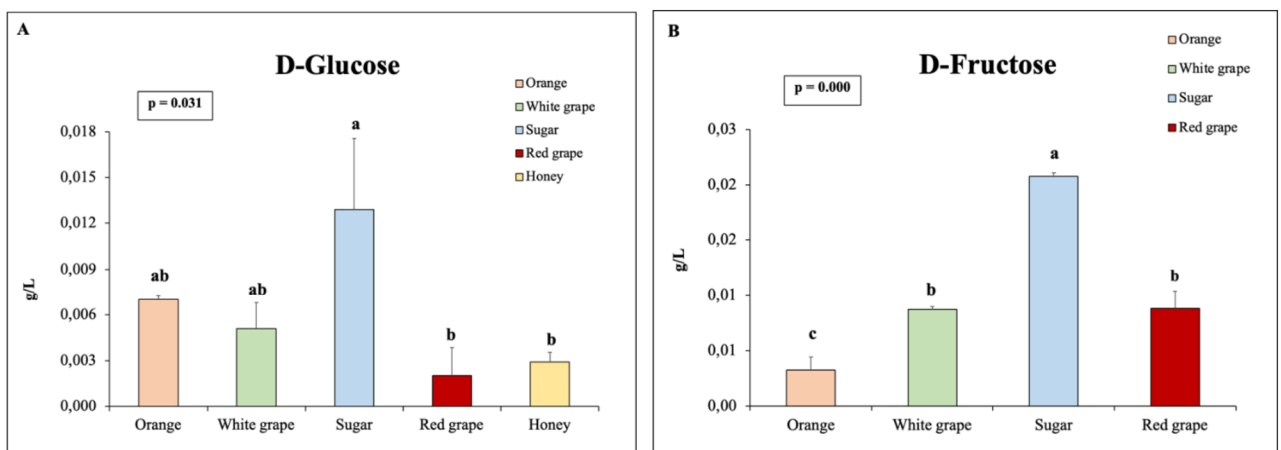 A
D-Glucose
p = 0.031
Orange
White grape
Sugar
Red grape
Honey
g/L
0,018
0,015
0,012
0,009
0,006
0,003
0,000
ab
ab
a
b
b
Orange White grape Sugar Red grape Honey
B
D-Fructose
p = 0.000
Orange
White grape
Sugar
Red grape
g/L
0,03
0,02
0,02
0,01
0,01
0,00
c
b
a
b
Orange White grape Sugar Red grape